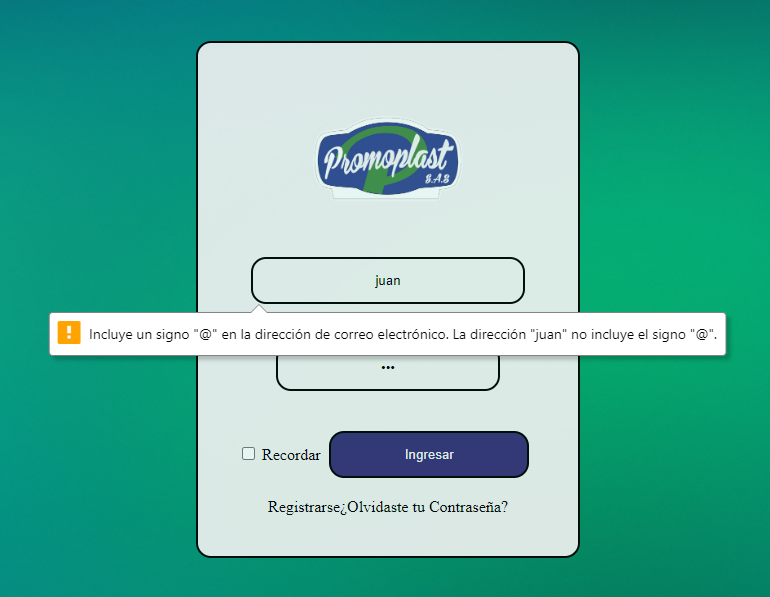 Promoplast
S.A.S
juan
Incluye un signo "@" en la dirección de correo electrónico. La dirección "juan" no incluye el signo "@".
•••
Recordar
Ingresar
Registrarse¿Olvidaste tu Contraseña?